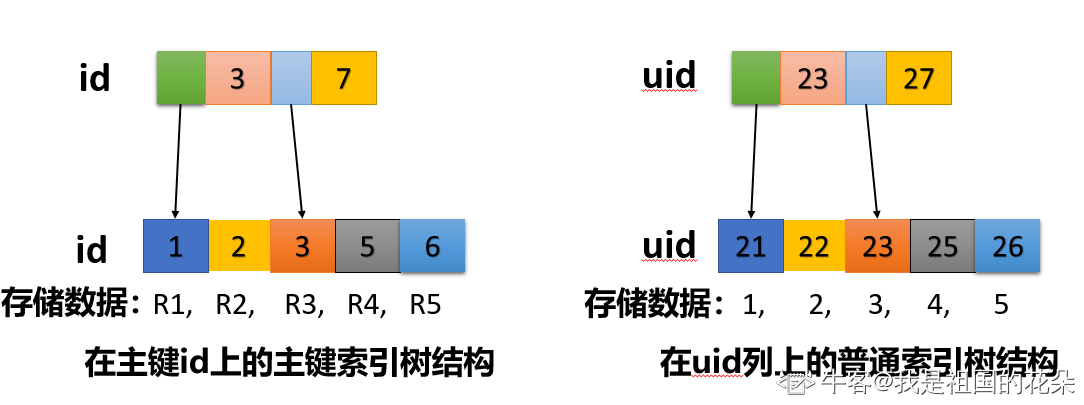 id 3 7
id 1 2 3 5 6
存储数据： R1, R2, R3, R4, R5
在主键id上的主键索引树结构
uid 23 27
uid 21 22 23 25 26
存储数据： 1, 2, 3, 4, 5
在uid列上的普通索引树结构
牛客@我是祖国的花朵